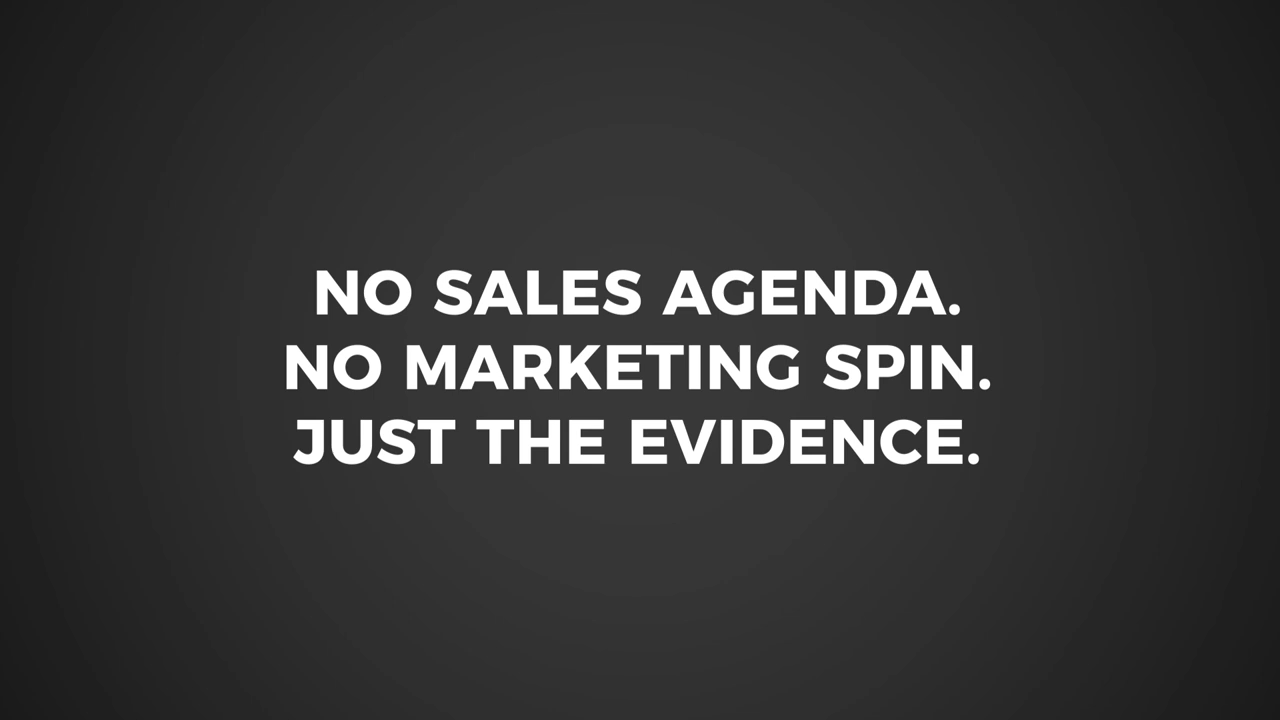 NO SALES AGENDA.
NO MARKETING SPIN.
JUST THE EVIDENCE.